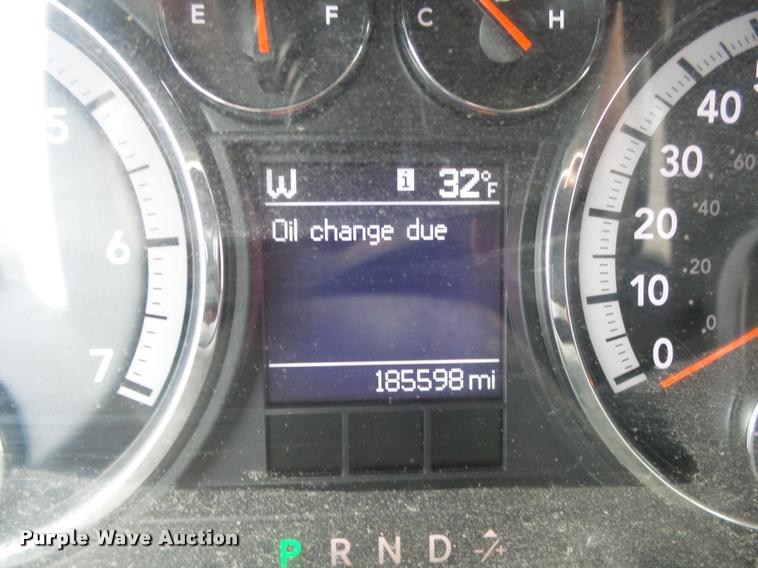 E F C H
5
6
7
W i 32°F
Oil change due
185598 mi
40
30
20
10
0
60
40
20
0
P R N D -/+
Purple Wave Auction